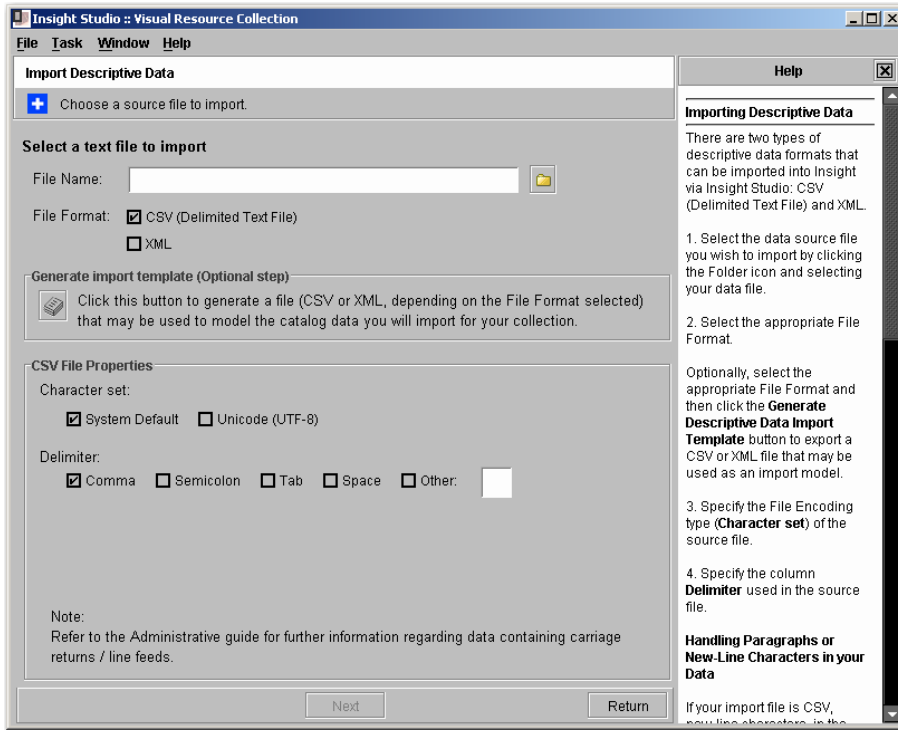 Insight Studio :: Visual Resource Collection
File Task Window Help
Import Descriptive Data
Choose a source file to import.
Select a text file to import
File Name:
File Format: CSV (Delimited Text File)
XML
Generate import template (Optional step)
Click this button to generate a file (CSV or XML, depending on the File Format selected)
that may be used to model the catalog data you will import for your collection.
CSV File Properties
Character set:
System Default Unicode (UTF-8)
Delimiter:
Comma Semicolon Tab Space Other:
Note:
Refer to the Administrative guide for further information regarding data containing carriage
returns / line feeds.
Next Return
Help
Importing Descriptive Data
There are two types of
descriptive data formats that
can be imported into Insight
via Insight Studio: CSV
(Delimited Text File) and XML.
1. Select the data source file
you wish to import by clicking
the Folder icon and selecting
your data file.
2. Select the appropriate File
Format.
Optionally, select the
appropriate File Format and
then click the Generate
Descriptive Data Import
Template button to export a
CSV or XML file that may be
used as an import model.
3. Specify the File Encoding
type (Character set) of the
source file.
4. Specify the column
Delimiter used in the source
file.
Handling Paragraphs or
New-Line Characters in your
Data
If your import file is CSV,
new-line characters, in the